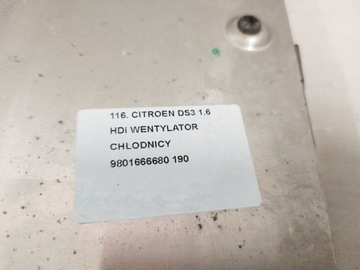 116. CITROEN DS3 1.6
HDi WENTYLATOR
CHLODNICY
9801666680 190